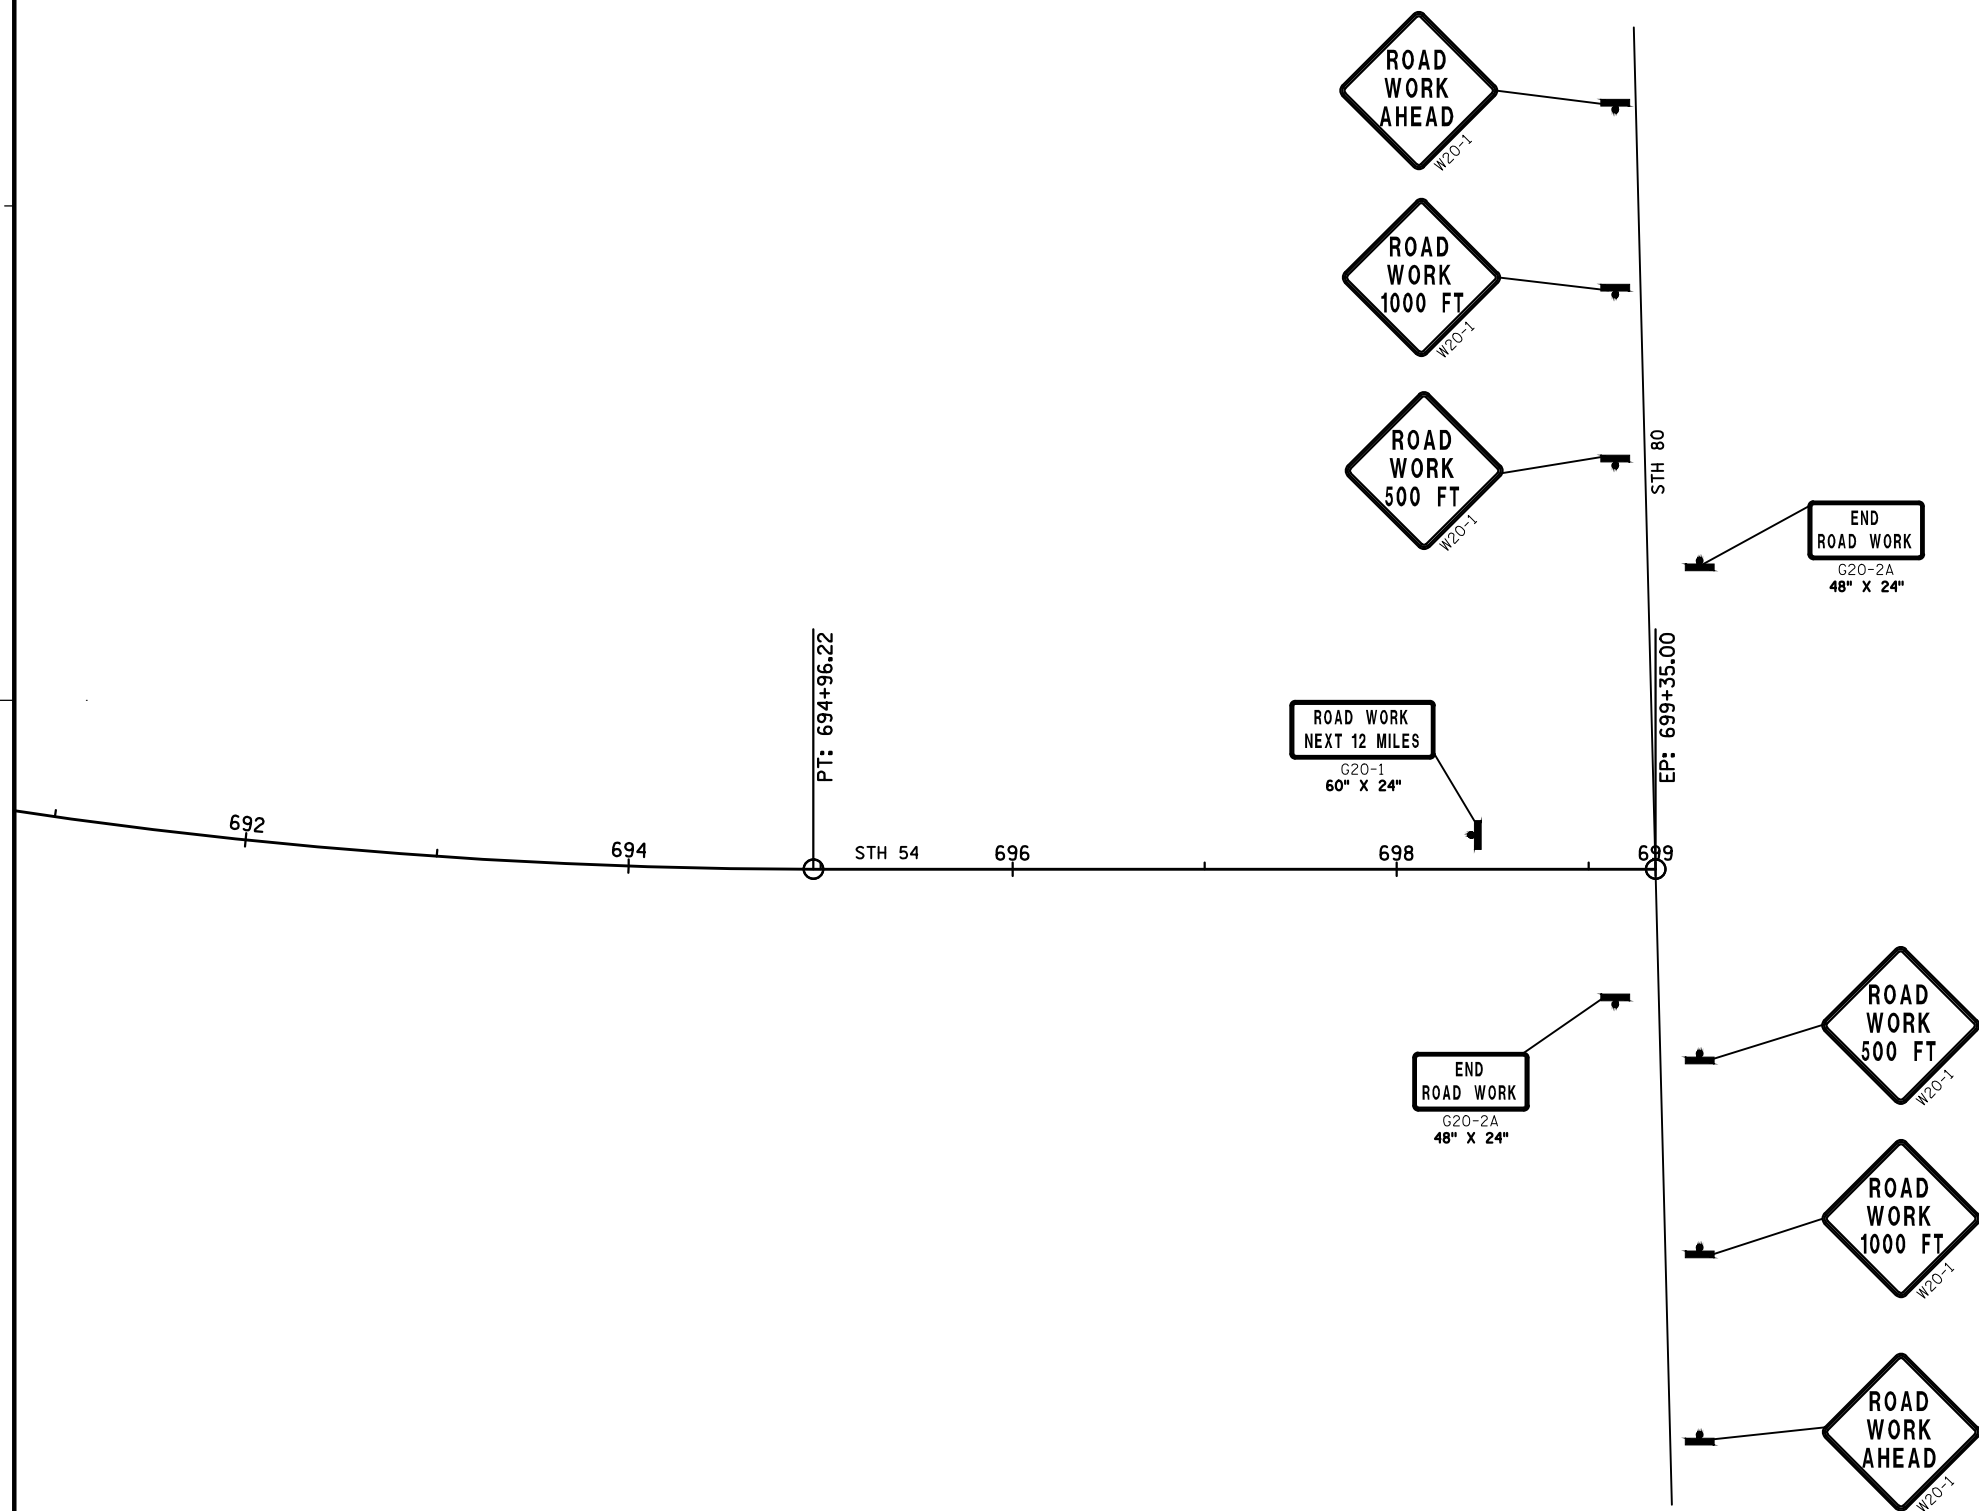 ROAD
WORK
AHEAD
W20-1
ROAD
WORK
1000 FT
W20-1
ROAD
WORK
500 FT
W20-1
STH 80
END
ROAD WORK
G20-2A
48" X 24"
PT: 694+96.22
EP: 699+35.00
ROAD WORK
NEXT 12 MILES
G20-1
60" X 24"
692
694
STH 54
696
698
699
ROAD
WORK
500 FT
W20-1
END
ROAD WORK
G20-2A
48" X 24"
ROAD
WORK
1000 FT
W20-1
ROAD
WORK
AHEAD
W20-1